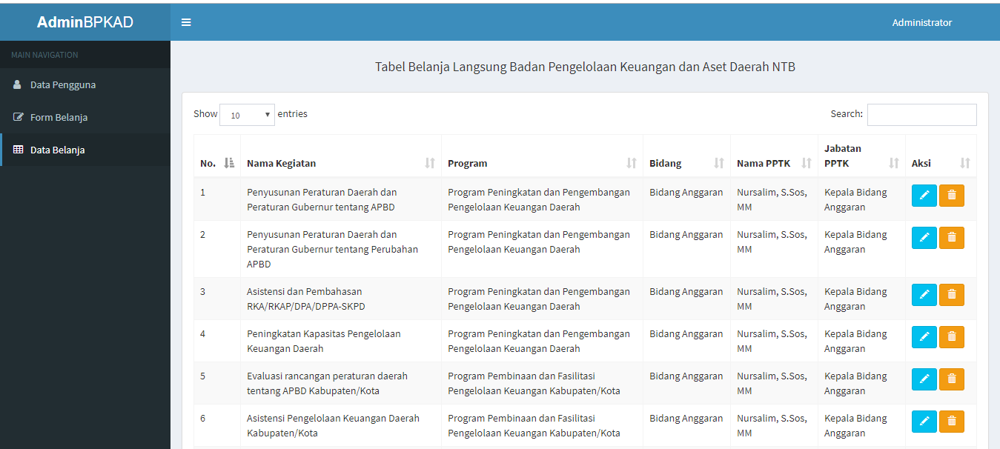 AdminBPKAD
Administrator
MAIN NAVIGATION
Data Pengguna
Form Belanja
Data Belanja
Tabel Belanja Langsung Badan Pengelolaan Keuangan dan Aset Daerah NTB
Show 10 entries
Search:
No. Nama Kegiatan Program Bidang Nama PPTK Jabatan PPTK Aksi
1 Penyusunan Peraturan Daerah dan Program Peningkatan dan Pengembangan Bidang Anggaran Nursalim, S.Sos, Kepala Bidang
Peraturan Gubernur tentang APBD Pengelolaan Keuangan Daerah MM Anggaran
2 Penyusunan Peraturan Daerah dan Program Peningkatan dan Pengembangan Bidang Anggaran Nursalim, S.Sos, Kepala Bidang
Peraturan Gubernur tentang Perubahan Pengelolaan Keuangan Daerah MM Anggaran
APBD
3 Asistensi dan Pembahasan Program Peningkatan dan Pengembangan Bidang Anggaran Nursalim, S.Sos, Kepala Bidang
RKA/RKAP/DPA/DPPA-SKPD Pengelolaan Keuangan Daerah MM Anggaran
4 Peningkatan Kapasitas Pengelolaan Program Peningkatan dan Pengembangan Bidang Anggaran Nursalim, S.Sos, Kepala Bidang
Keuangan Daerah Pengelolaan Keuangan Daerah MM Anggaran
5 Evaluasi rancangan peraturan daerah Program Pembinaan dan Fasilitasi Bidang Anggaran Nursalim, S.Sos, Kepala Bidang
tentang APBD Kabupaten/Kota Pengelolaan Keuangan Kabupaten/Kota MM Anggaran
6 Asistensi Pengelolaan Keuangan Daerah Program Pembinaan dan Fasilitasi Bidang Anggaran Nursalim, S.Sos, Kepala Bidang
Kabupaten/Kota Pengelolaan Keuangan Kabupaten/Kota MM Anggaran